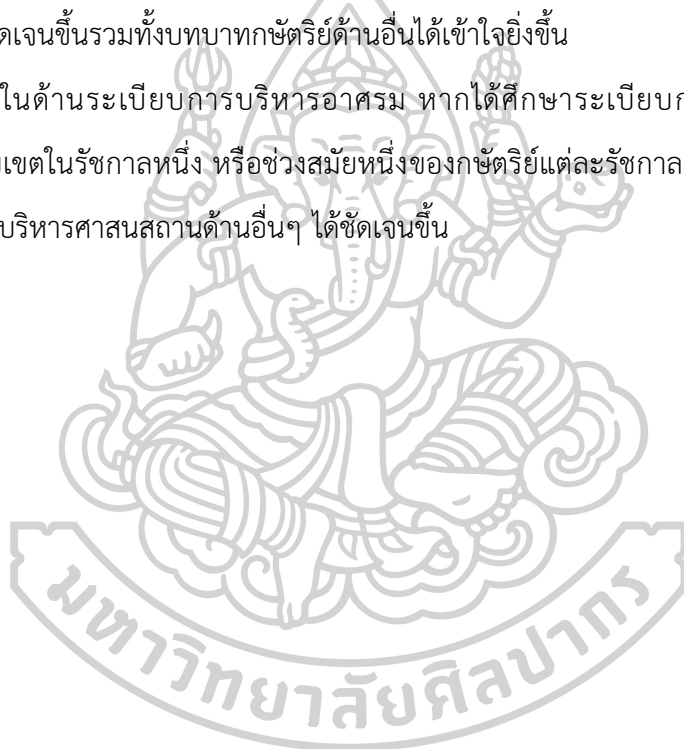 ดเจนขึ้นรวมทั้งบทบาทกษัตริย์ด้านอื่นได้เข้าใจยิ่งขึ้น
ในด้านระเบียบการบริหารอาศรม หากได้ศึกษาระเบียบก
เขตในรัชกาลหนึ่ง หรือช่วงสมัยหนึ่งของกษัตริย์แต่ละรัชกาล
บริหารศาสนสถานด้านอื่นๆ ได้ชัดเจนขึ้น
มหาวิทยาลัยศิลปากร